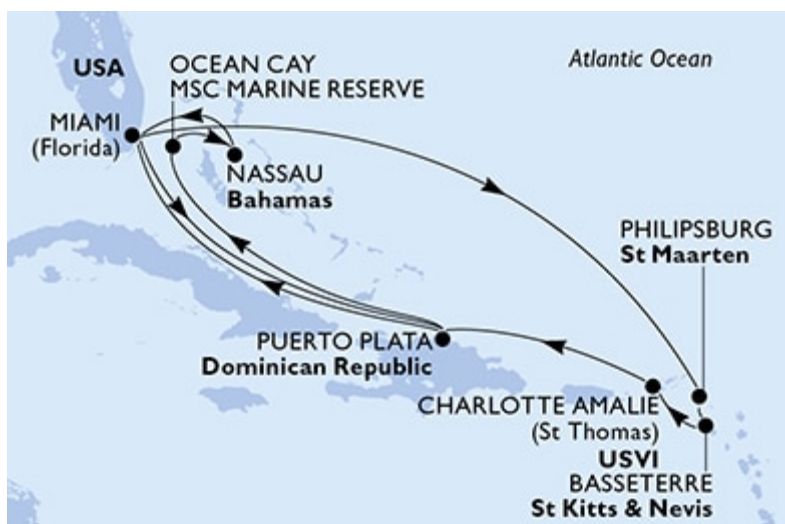 USA
OCEAN CAY
MSC MARINE RESERVE
Atlantic Ocean
MIAMI
(Florida)
NASSAU
Bahamas
PHILIPSBURG
St Maarten
PUERTO PLATA
Dominican Republic
CHARLOTTE AMALIE
(St Thomas)
USVI
BASSETERRE
St Kitts & Nevis